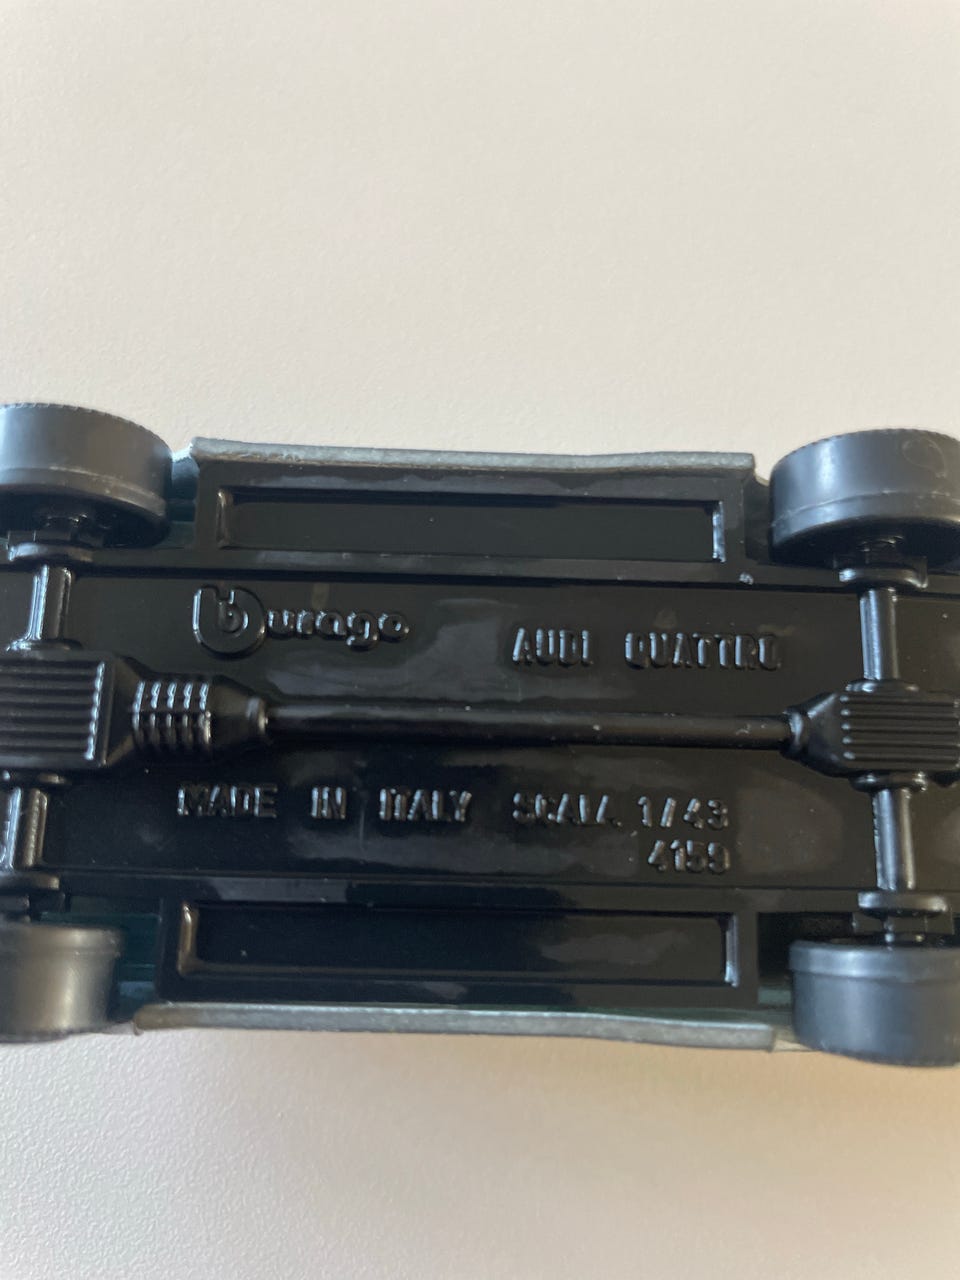 burago
AUDI QUATTRO
MADE IN ITALY SCALA 1/43
4159